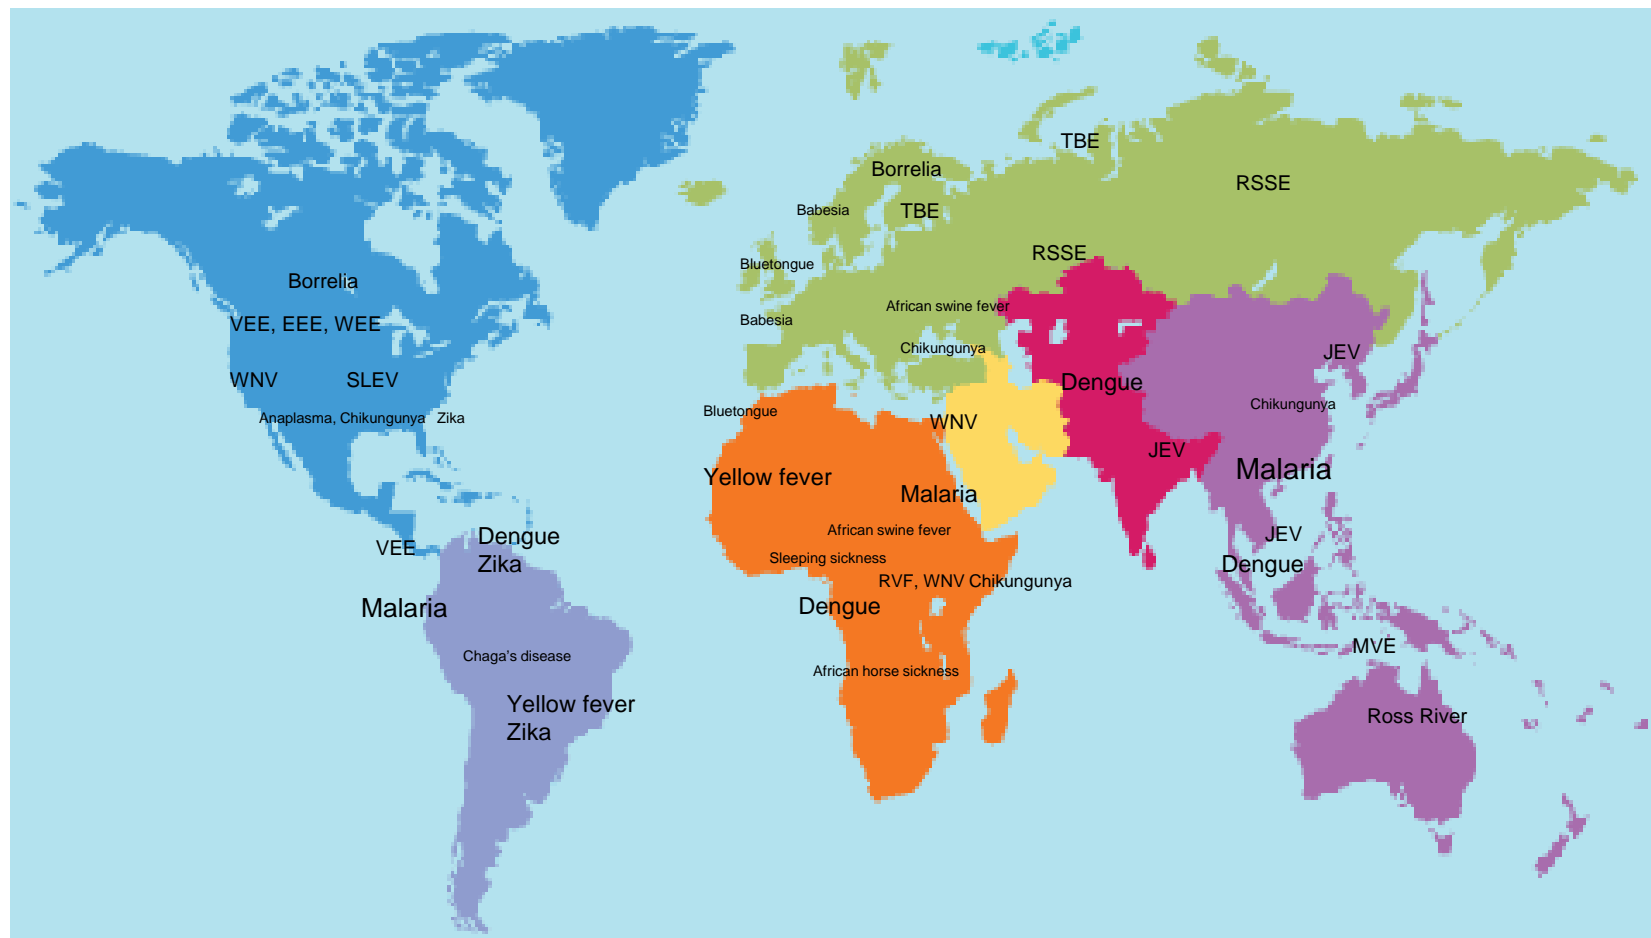 TBE
Borrelia
RSSE
Babesia
TBE
RSSE
Bluetongue
Borrelia
African swine fever
VEE, EEE, WEE
Babesia
Chikungunya
JEV
WNV
SLEV
Dengue
Chikungunya
Bluetongue
Anaplasma, Chikungunya Zika
WNV
JEV
Malaria
Yellow fever
Malaria
African swine fever
Dengue
Zika
JEV
VEE
Sleeping sickness
Dengue
RVF, WNV Chikungunya
Malaria
Dengue
MVE
Chaga's disease
African horse sickness
Yellow fever
Zika
Ross River